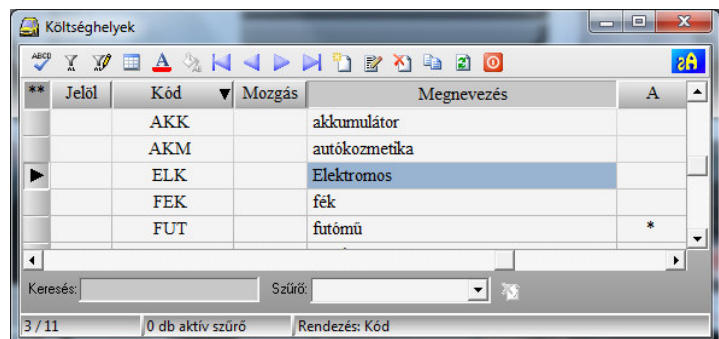 Költséghelyek
ABCD
** Jelöl Kód Mozgás Megnevezés A
AKK akkumulátor
AKM autókozmetika
ELK Elektromos
FEK fék
FUT futómű *
Keresés: Szűrő:
3 / 11 0 db aktív szűrő Rendezés: Kód